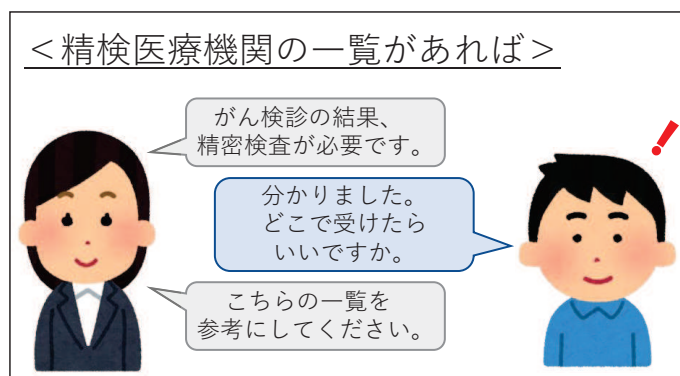 ＜精検医療機関の一覧があれば＞
がん検診の結果、
精密検査が必要です。
分かりました。
どこで受けたら
いいですか。
こちらの一覧を
参考にしてください。